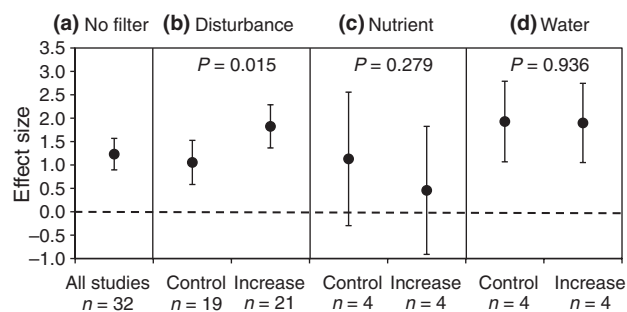 (a) No filter (b) Disturbance (c) Nutrient (d) Water
3.5
3.0
2.5
2.0
1.5
1.0
0.5
0.0
–0.5
–1.0
Effect size
P = 0.015
P = 0.279
P = 0.936
All studies Control Increase Control Increase Control Increase
n = 32 n = 19 n = 21 n = 4 n = 4 n = 4 n = 4